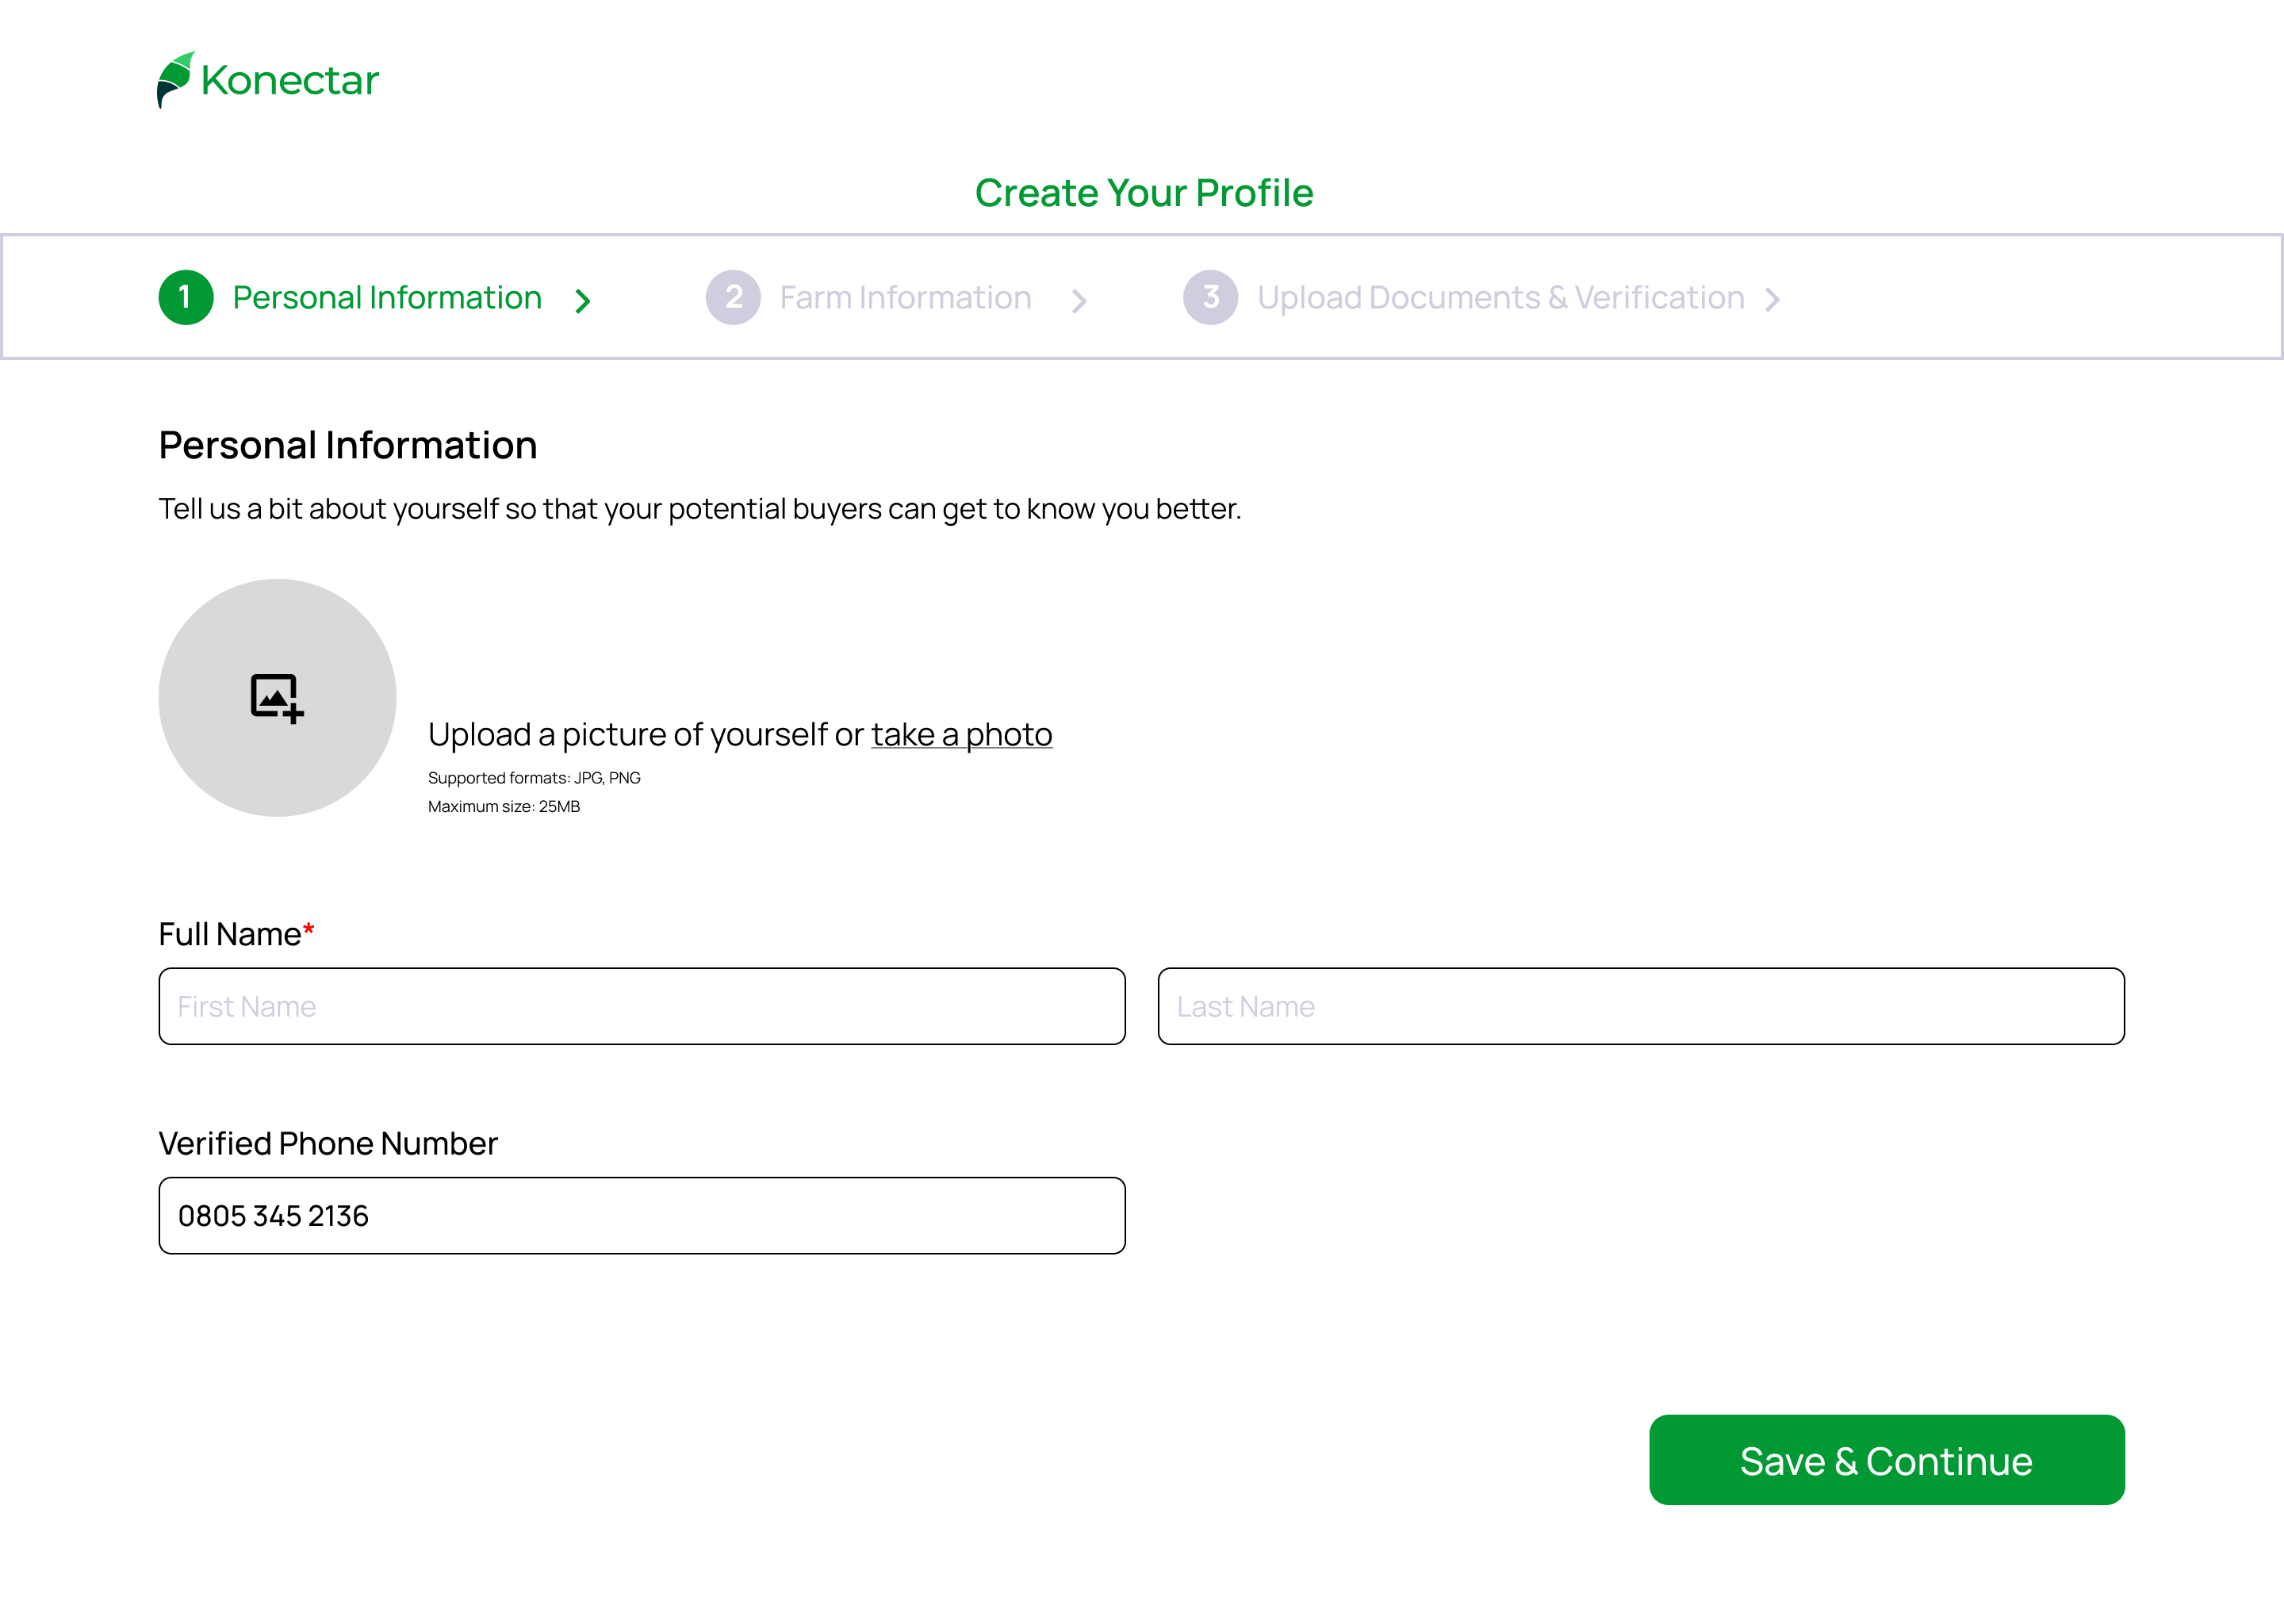 Konectar
Create Your Profile
1 Personal Information 2 Farm Information 3 Upload Documents & Verification
Personal Information
Tell us a bit about yourself so that your potential buyers can get to know you better.
Upload a picture of yourself or take a photo
Supported formats: JPG, PNG
Maximum size: 25MB
Full Name*
First Name Last Name
Verified Phone Number
0805 345 2136
Save & Continue